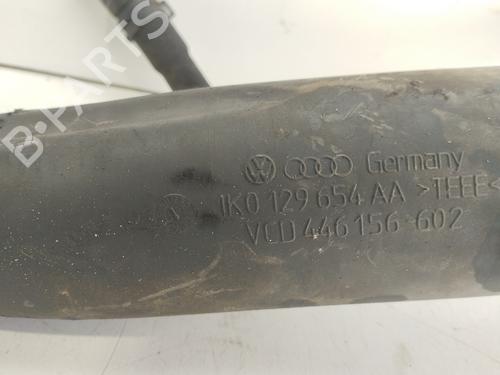 B-PARTS
Germany
1K0 129 654 AA >TEEE<
VCD 446 156-602